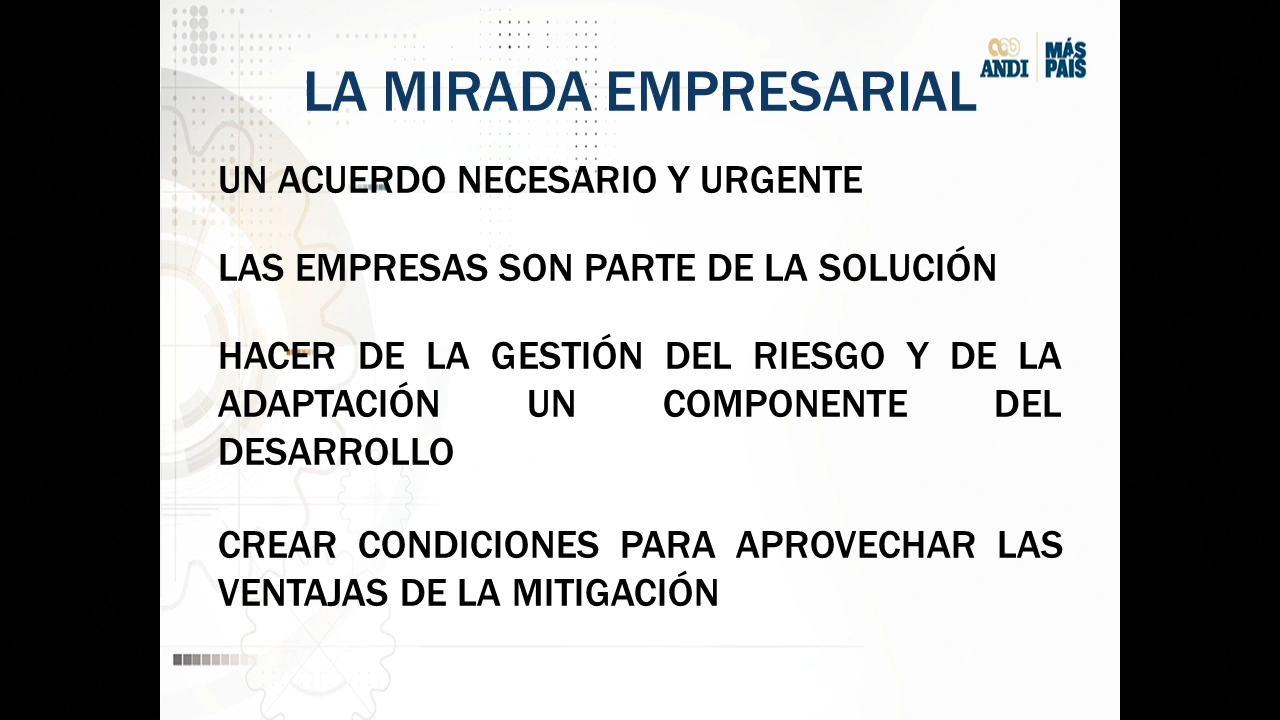 ANDI
MÁS
PAÍS
LA MIRADA EMPRESARIAL
UN ACUERDO NECESARIO Y URGENTE
LAS EMPRESAS SON PARTE DE LA SOLUCIÓN
HACER DE LA GESTIÓN DEL RIESGO Y DE LA
ADAPTACIÓN UN COMPONENTE DEL
DESARROLLO
CREAR CONDICIONES PARA APROVECHAR LAS
VENTAJAS DE LA MITIGACIÓN